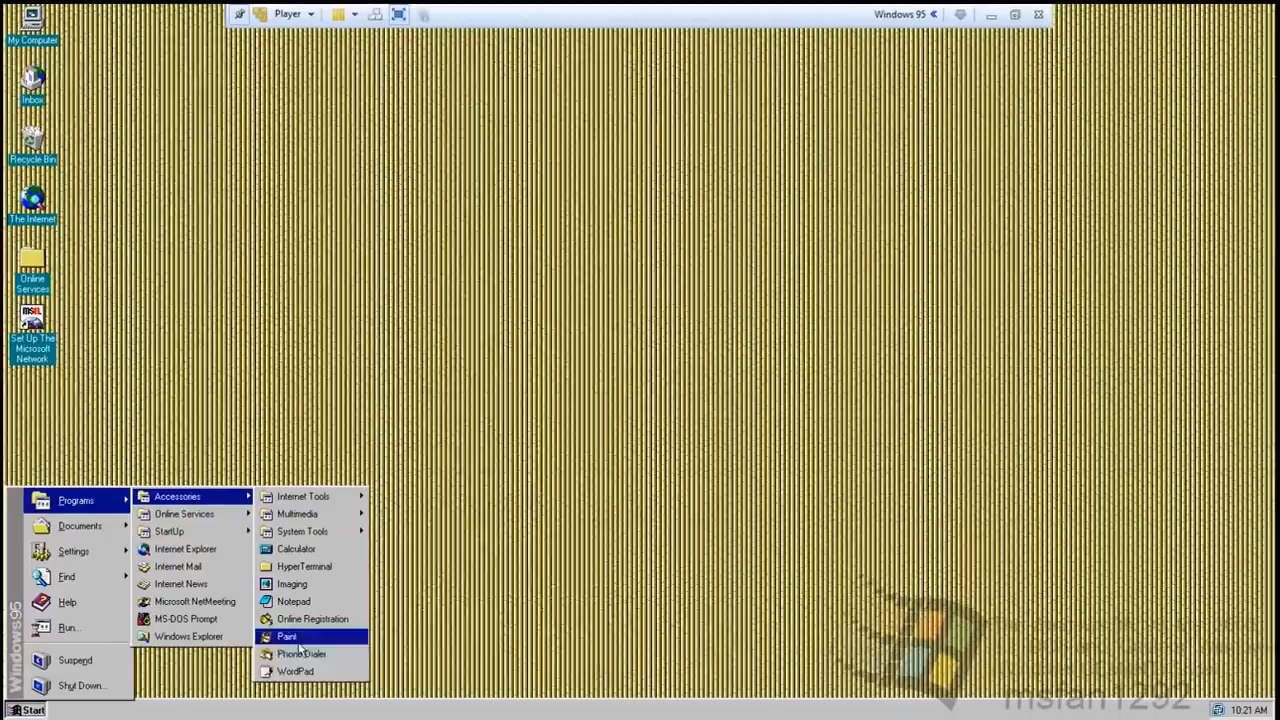 Player
Windows 95
My Computer
Inbox
Recycle Bin
The Internet
Online
Services
msn
Set Up The
Microsoft
Network
Programs
Documents
Settings
Find
Help
Run...
Suspend
Shut Down...
Windows95
Accessories
Online Services
StartUp
Internet Explorer
Internet Mail
Internet News
Microsoft NetMeeting
MS-DOS Prompt
Windows Explorer
Internet Tools
Multimedia
System Tools
Calculator
HyperTerminal
Imaging
Notepad
Online Registration
Paint
Phone Dialer
WordPad
msfan1292
Start
10:21 AM